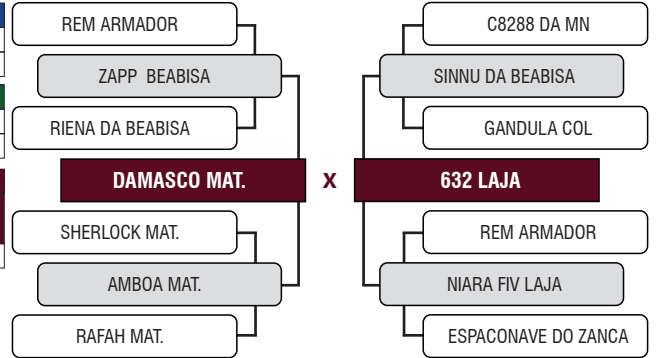 REM ARMADOR
ZAPP BEABISA
RIENA DA BEABISA
DAMASCO MAT.
SHERLOCK MAT.
AMBOA MAT.
RAFAH MAT.
X
C8288 DA MN
SINNU DA BEABISA
GANDULA COL
632 LAJA
REM ARMADOR
NIARA FIV LAJA
ESPACONAVE DO ZANCA